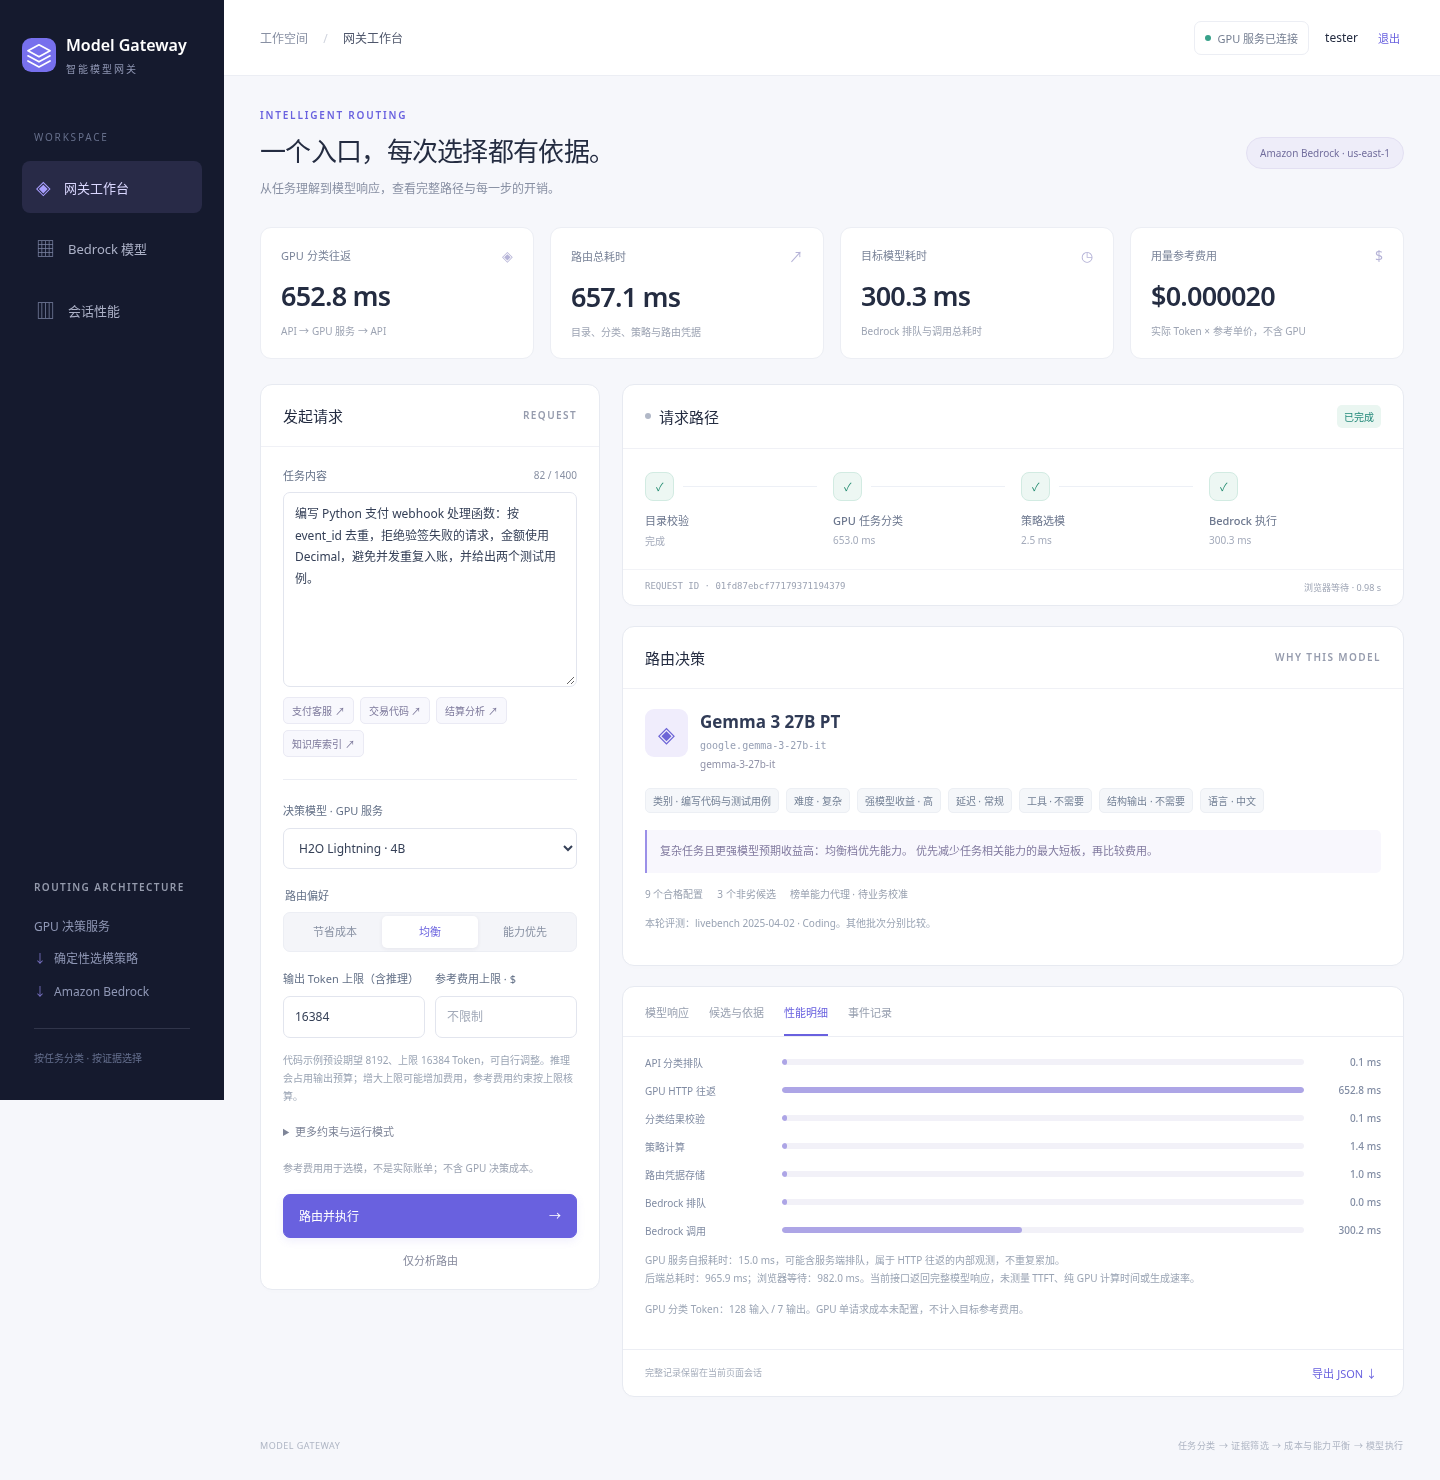 Model Gateway
智能模型网关
WORKSPACE
网关工作台
Bedrock 模型
会话性能
ROUTING ARCHITECTURE
GPU 决策服务
↓ 确定性选模策略
↓ Amazon Bedrock
按任务分类 · 按证据选择
工作空间 / 网关工作台
GPU 服务已连接
tester
退出
INTELLIGENT ROUTING
一个入口，每次选择都有依据。
从任务理解到模型响应，查看完整路径与每一步的开销。
Amazon Bedrock · us-east-1
GPU 分类往返
652.8 ms
API → GPU 服务 → API
路由总耗时 ↗
657.1 ms
目录、分类、策略与路由凭据
目标模型耗时
300.3 ms
Bedrock 排队与调用总耗时
用量参考费用 $
$0.000020
实际 Token × 参考单价，不含 GPU
发起请求
REQUEST
任务内容
82 / 1400
编写 Python 支付 webhook 处理函数：按
event_id 去重，拒绝验签失败的请求，金额使用
Decimal，避免并发重复入账，并给出两个测试用
例。
支付客服 ↗
交易代码 ↗
结算分析 ↗
知识库索引 ↗
决策模型 · GPU 服务
H2O Lightning · 4B
路由偏好
节省成本
均衡
能力优先
输出 Token 上限（含推理）
参考费用上限 · $
16384
不限制
代码示例预设期望 8192、上限 16384 Token，可自行调整。推理
会占用输出预算；增大上限可能增加费用，参考费用约束按上限核
算。
▶ 更多约束与运行模式
参考费用用于选模，不是实际账单；不含 GPU 决策成本。
路由并执行 →
仅分析路由
请求路径
已完成
✓ ✓ ✓ ✓
目录校验
完成
GPU 任务分类
653.0 ms
策略选模
2.5 ms
Bedrock 执行
300.3 ms
REQUEST ID · 01fd87ebcf77179371194379
浏览器等待 · 0.98 s
路由决策
WHY THIS MODEL
Gemma 3 27B PT
google.gemma-3-27b-it
gemma-3-27b-it
类别 · 编写代码与测试用例
难度 · 复杂
强模型收益 · 高
延迟 · 常规
工具 · 不需要
结构输出 · 不需要
语言 · 中文
复杂任务且更强模型预期收益高：均衡档优先能力。 优先减少任务相关能力的最大短板，再比较费用。
9 个合格配置 3 个非劣候选 榜单能力代理 · 待业务校准
本轮评测：livebench 2025-04-02 · Coding。其他批次分别比较。
模型响应
候选与依据
性能明细
事件记录
API 分类排队 0.1 ms
GPU HTTP 往返 652.8 ms
分类结果校验 0.1 ms
策略计算 1.4 ms
路由凭据存储 1.0 ms
Bedrock 排队 0.0 ms
Bedrock 调用 300.2 ms
GPU 服务自报耗时：15.0 ms，可能含服务端排队，属于 HTTP 往返的内部观测，不重复累加。
后端总耗时：965.9 ms；浏览器等待：982.0 ms。当前接口返回完整模型响应，未测量 TTFT、纯 GPU 计算时间或生成速率。
GPU 分类 Token：128 输入 / 7 输出。GPU 单请求成本未配置，不计入目标参考费用。
完整记录保留在当前页面会话
导出 JSON ↓
MODEL GATEWAY
任务分类 → 证据筛选 → 成本与能力平衡 → 模型执行